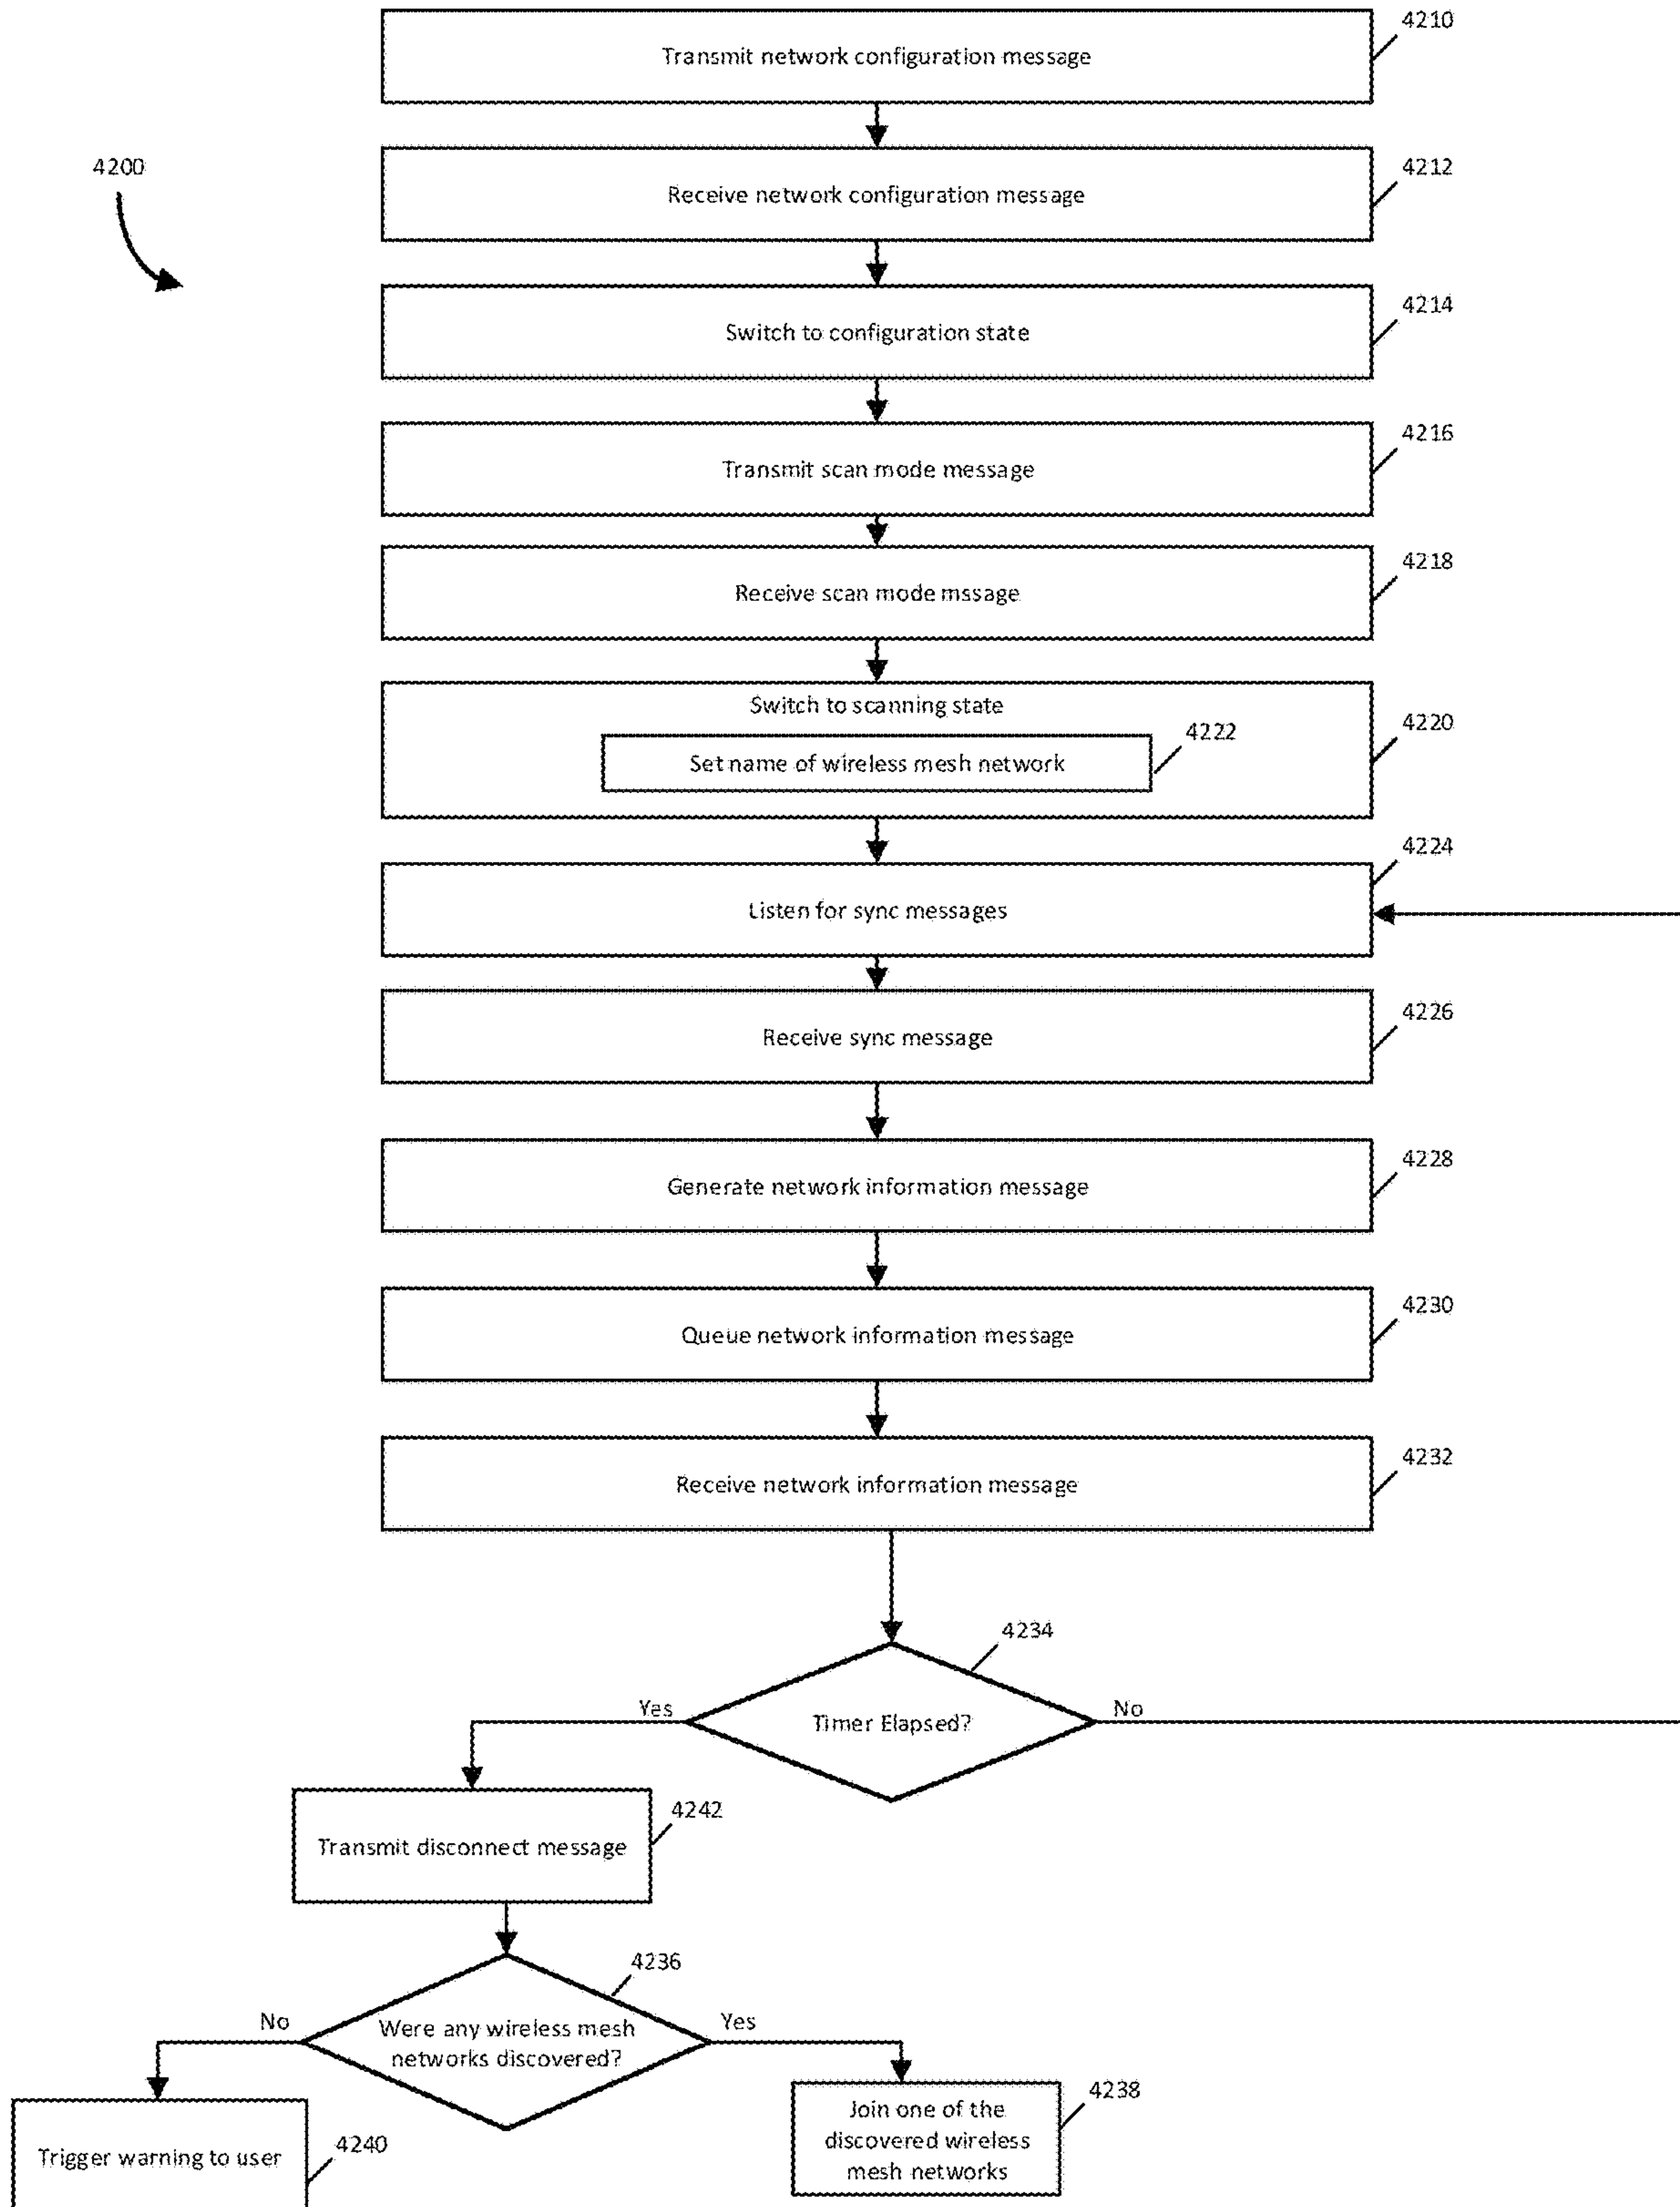 4210
Transmit network configuration message
4200
4212
Receive network configuration message
4214
Switch to configuration state
4216
Transmit scan mode message
4218
Receive scan mode mssage
Switch to scanning state
4220
4222
Set name of wireless mesh network
4224
Listen for sync messages
4226
Receive sync message
4228
Generate network information message
4230
Queue network information message
4232
Receive network information message
4234
Yes
Timer Elapsed?
No
4242
Transmit disconnect message
4236
No
Were any wireless mesh
networks discovered?
Yes
4238
Join one of the
discovered wireless
mesh networks
4240
Trigger warning to user